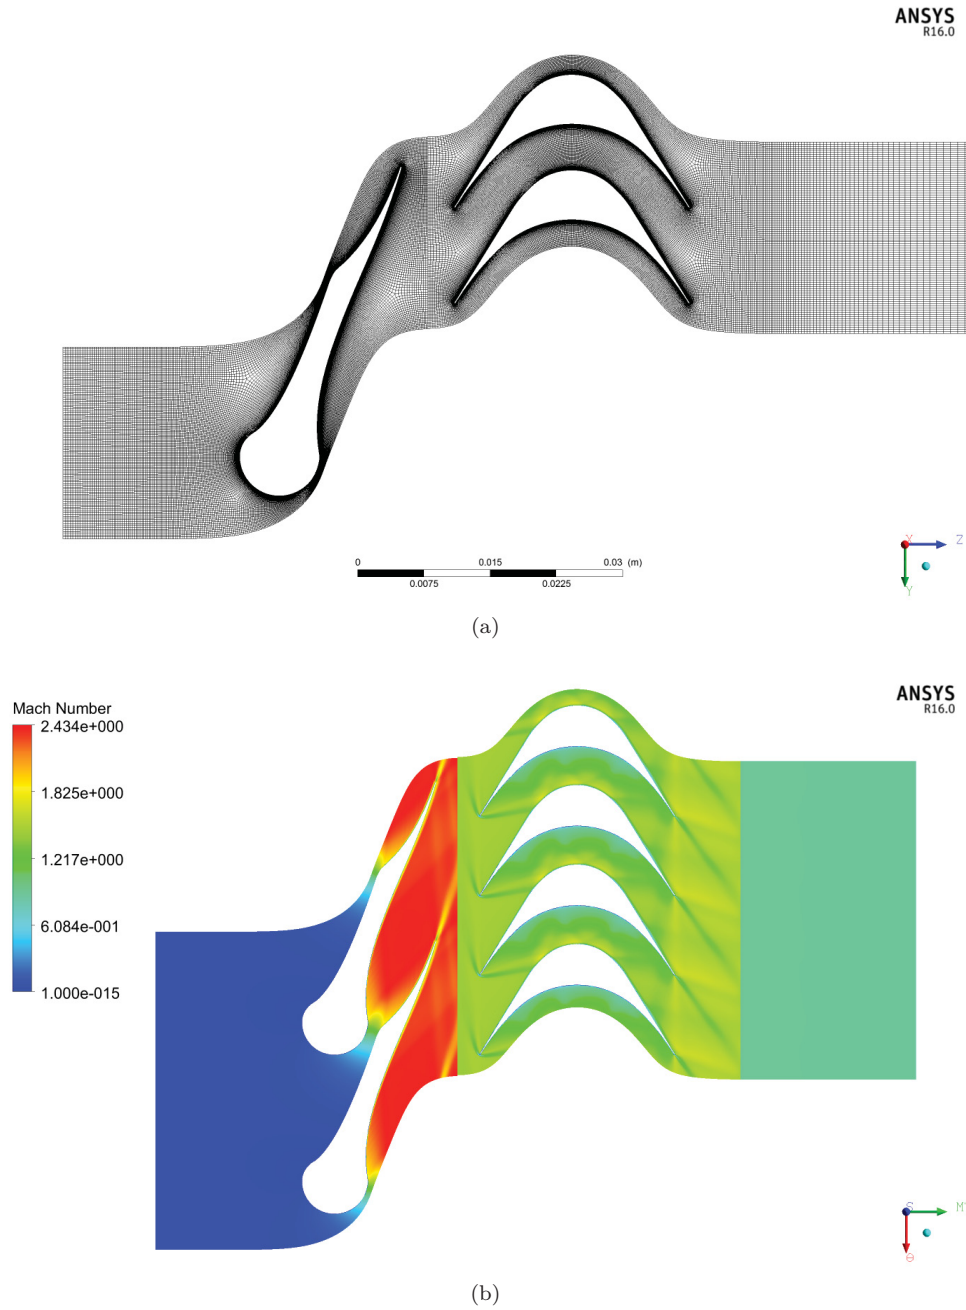 ANSYS
R16.0
0 0.015 0.03 (m)
0.0075 0.0225
X Z
Y
(a)
ANSYS
R16.0
Mach Number
2.434e+000
1.825e+000
1.217e+000
6.084e-001
1.000e-015
S M'
θ
(b)